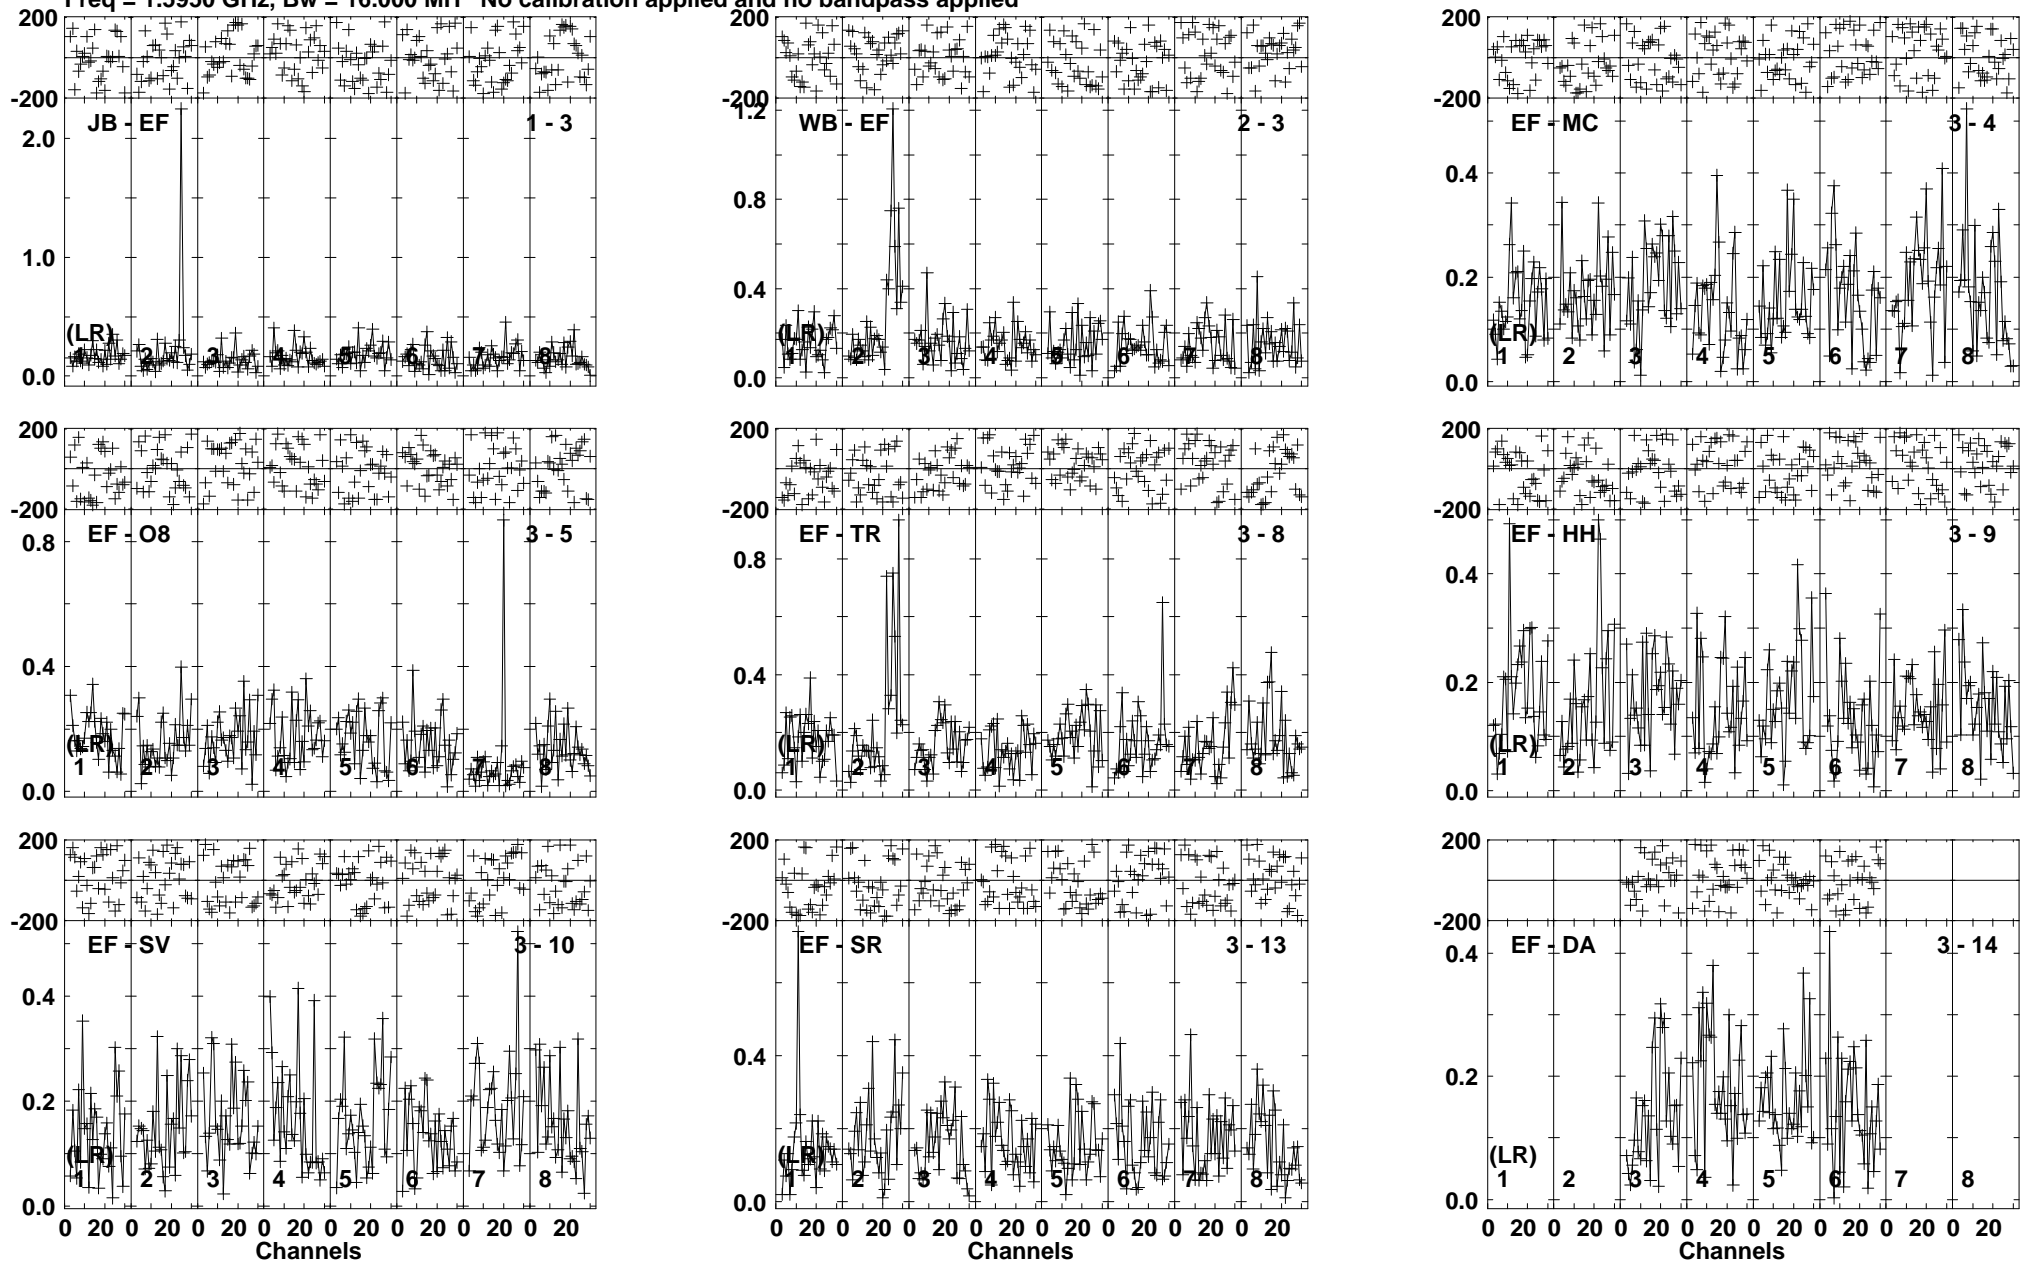 Freq = 1.5950 GHz, Bw = 16.000 MH No calibration applied and no bandpass applied
200 200 200
-200 -200 -200
JB - EF 1 - 3 WB - EF 2 - 3 EF - MC 3 - 4
2.0 1.2
1.0 0.8 0.4
0.4 0.2
(LR) (LR) (LR)
1 2 3 4 5 6 7 8 1 2 3 4 5 6 7 8 1 2 3 4 5 6 7 8
0.0 0.0 0.0
200 200 200
-200 -200 -200
EF - O8 3 - 5 EF - TR 3 - 8 EF - HH 3 - 9
0.8 0.8 0.4
0.4 0.4 0.2
(LR) (LR) (LR)
1 2 3 4 5 6 7 8 1 2 3 4 5 6 7 8 1 2 3 4 5 6 7 8
0.0 0.0 0.0
200 200 200
-200 -200 -200
EF - SV 3 - 10 EF - SR 3 - 13 EF - DA 3 - 14
0.4 0.4 0.4
0.2 0.2
(LR) (LR) (LR)
1 2 3 4 5 6 7 8 1 2 3 4 5 6 7 8 1 2 3 4 5 6 7 8
0.0 0.0 0.0
0 20 0 20 0 20 0 20 0 20 0 20 0 20 0 20 0 20 0 20 0 20 0 20 0 20 0 20 0 20 0 20 0 20 0 20 0 20 0 20 0 20 0 20 0 20 0 20
Channels Channels